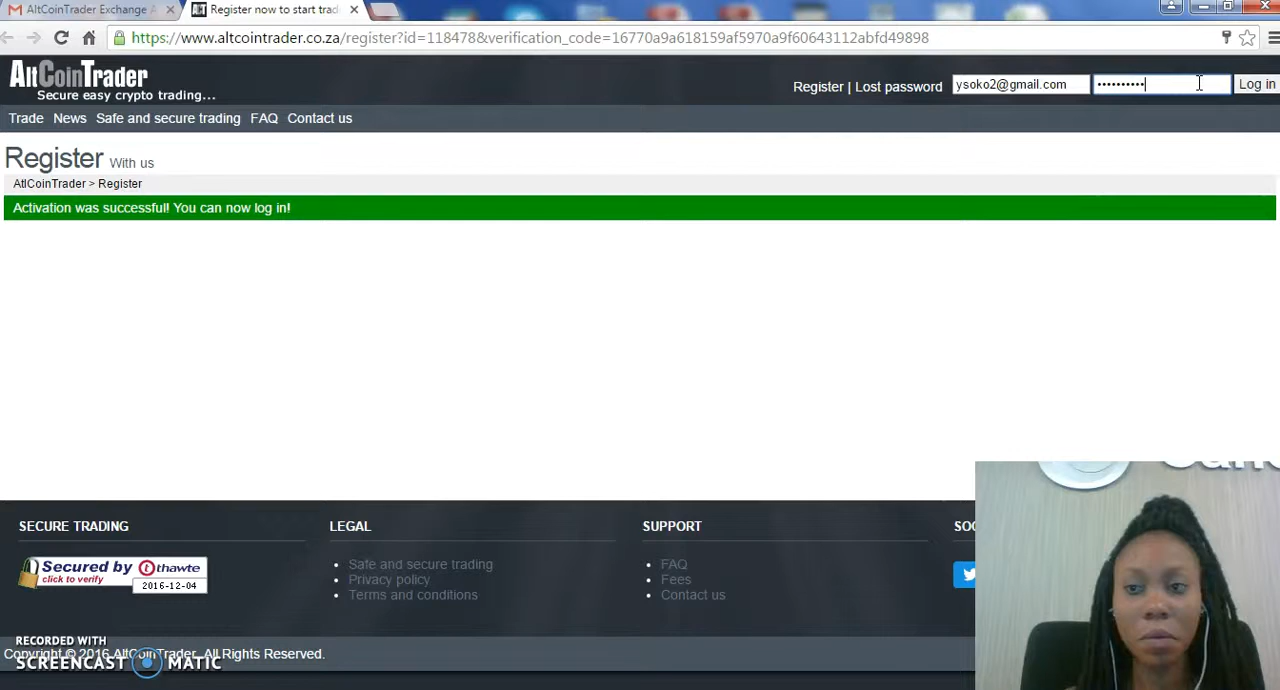 AltCoinTrader Exchange A
Register now to start trad
https://www.altcointrader.co.za/register?id=118478&verification_code=16770a9a618159af5970a9f60643112abfd49898
AltCoinTrader
Secure easy crypto trading...
Register | Lost password ysoko2@gmail.com •••••••••• Log in
Trade News Safe and secure trading FAQ Contact us
Register With us
AtlCoinTrader > Register
Activation was successful! You can now log in!
SECURE TRADING
Secured by thawte
click to verify
2016-12-04
LEGAL
• Safe and secure trading
• Privacy policy
• Terms and conditions
SUPPORT
• FAQ
• Fees
• Contact us
RECORDED WITH
SCREENCAST MATIC
Copyright © 2016 AltCoinTrader. All Rights Reserved.